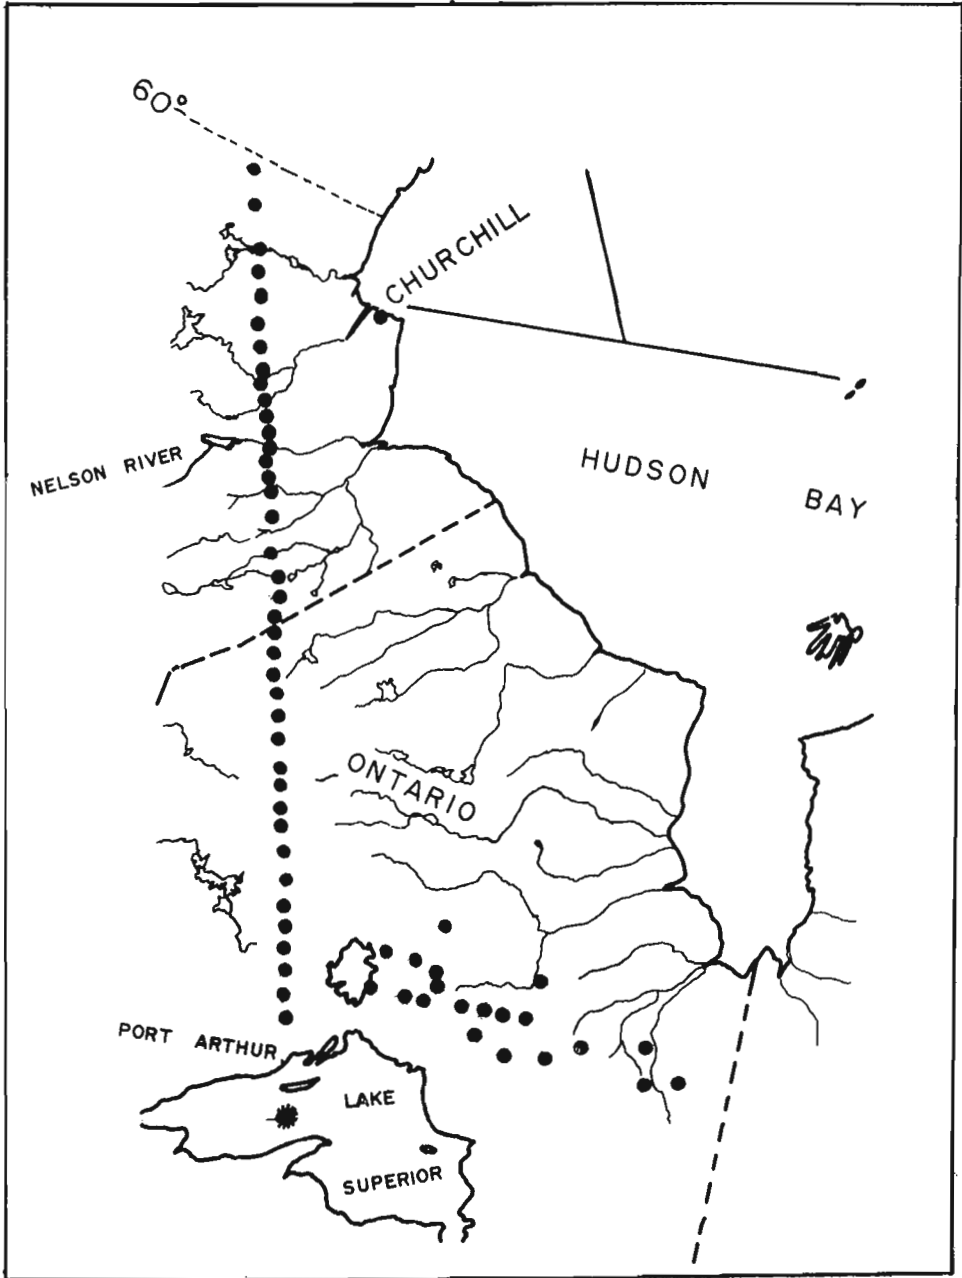 60°
CHURCHILL
NELSON RIVER
HUDSON BAY
ONTARIO
PORT ARTHUR
LAKE
SUPERIOR